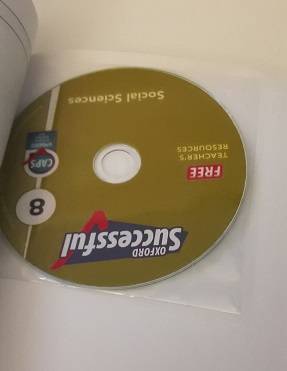 OXFORD
Successful
8
FREE
TEACHER'S
RESOURCES
CAPS
Social Sciences